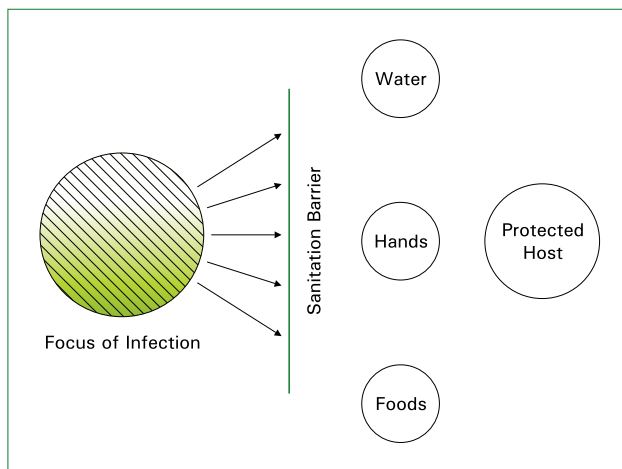 Water
Sanitation Barrier
Hands
Protected
Host
Focus of Infection
Foods